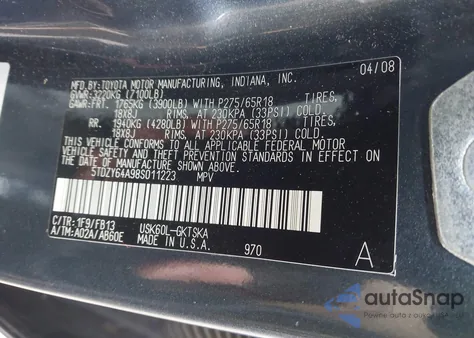 MFD. BY: TOYOTA MOTOR MANUFACTURING, INDIANA, INC. 04/08
GVWR: 3220KG (7100LB)
GAWR: FRT. 1765KG (3900LB) WITH P275/65R18 TIRES,
18X8J RIMS, AT 230KPA (33PSI) COLD
RR. 1940KG (4280LB) WITH P275/65R18 TIRES,
18X8J RIMS, AT 230KPA (33PSI) COLD
THIS VEHICLE CONFORMS TO ALL APPLICABLE FEDERAL MOTOR
VEHICLE SAFETY STANDARDS IN EFFECT ON THE
DATE OF MANUFACTURE SHOWN ABOVE.
5TDZY64A98S011223 MPV
C/TR: 1F9/FB13 USK60L-GKTSKA
A/TM: A02A/AB60E MADE IN U.S.A. 970 A
autoSnap
Pewne auta z